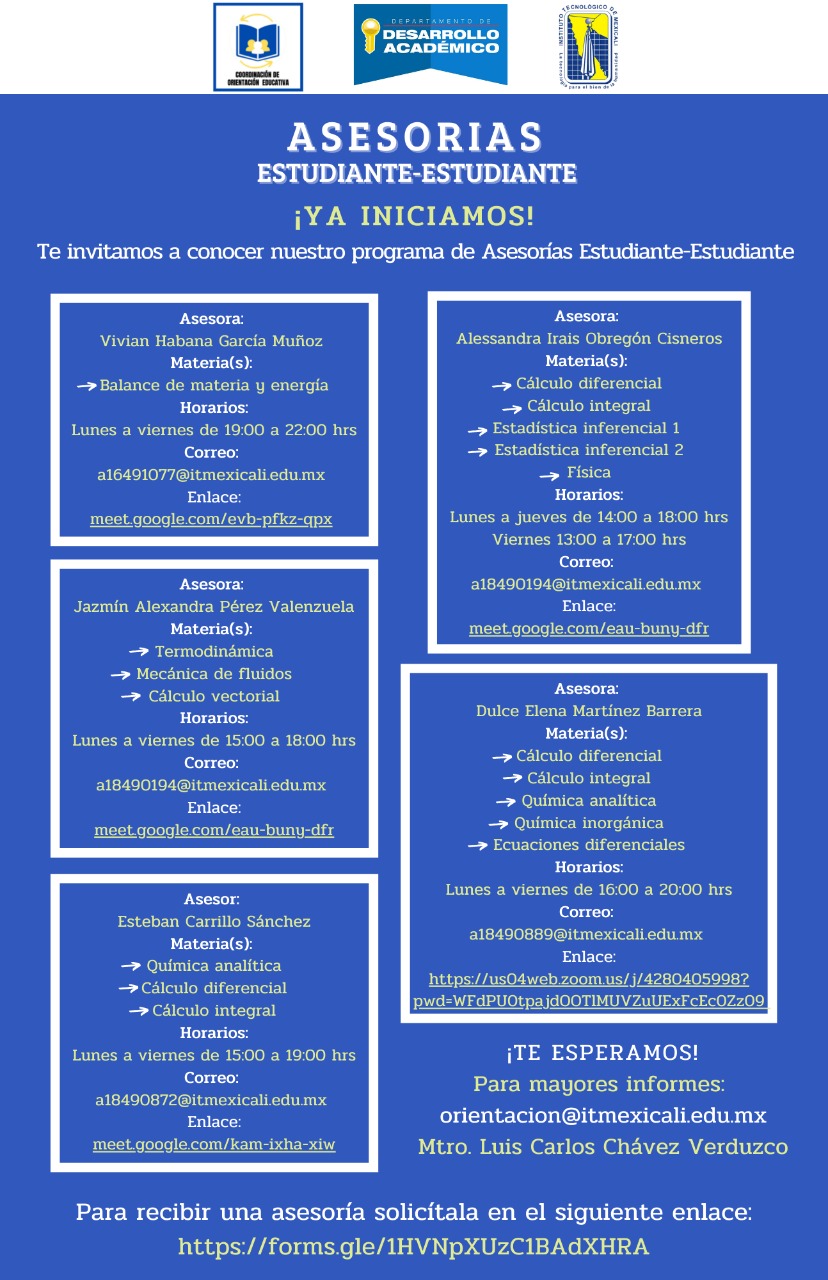 COORDINACIÓN DE
ORIENTACIÓN EDUCATIVA
DEPARTAMENTO DE
DESARROLLO
ACADÉMICO
INSTITUTO TECNOLÓGICO DE MEXICALI
ASESORIAS
ESTUDIANTE-ESTUDIANTE
¡YA INICIAMOS!
Te invitamos a conocer nuestro programa de Asesorías Estudiante-Estudiante
Asesora:
Vivian Habana García Muñoz
Materia(s):
Balance de materia y energía
Horarios:
Lunes a viernes de 19:00 a 22:00 hrs
Correo:
a16491077@itmexicali.edu.mx
Enlace:
meet.google.com/evb-pfkz-qpx
Asesora:
Jazmín Alexandra Pérez Valenzuela
Materia(s):
Termodinámica
Mecánica de fluidos
Cálculo vectorial
Horarios:
Lunes a viernes de 15:00 a 18:00 hrs
Correo:
a18490194@itmexicali.edu.mx
Enlace:
meet.google.com/eau-buny-dfr
Asesor:
Esteban Carrillo Sánchez
Materia(s):
Química analítica
Cálculo diferencial
Cálculo integral
Horarios:
Lunes a viernes de 15:00 a 19:00 hrs
Correo:
a18490872@itmexicali.edu.mx
Enlace:
meet.google.com/kam-ixha-xiw
Asesora:
Alessandra Irais Obregón Cisneros
Materia(s):
Cálculo diferencial
Cálculo integral
Estadística inferencial 1
Estadística inferencial 2
Física
Horarios:
Lunes a jueves de 14:00 a 18:00 hrs
Viernes 13:00 a 17:00 hrs
Correo:
a18490194@itmexicali.edu.mx
Enlace:
meet.google.com/eau-buny-dfr
Asesora:
Dulce Elena Martínez Barrera
Materia(s):
Cálculo diferencial
Cálculo integral
Química analítica
Química inorgánica
Ecuaciones diferenciales
Horarios:
Lunes a viernes de 16:00 a 20:00 hrs
Correo:
a18490889@itmexicali.edu.mx
Enlace:
https://us04web.zoom.us/j/4280405998?
pwd=WFdPU0tpajdOOTlMUVZuUExFcEc0Zz09
¡TE ESPERAMOS!
Para mayores informes:
orientacion@itmexicali.edu.mx
Mtro. Luis Carlos Chávez Verduzco
Para recibir una asesoría solicítala en el siguiente enlace:
https://forms.gle/1HVNpXUzC1BAdXHRA